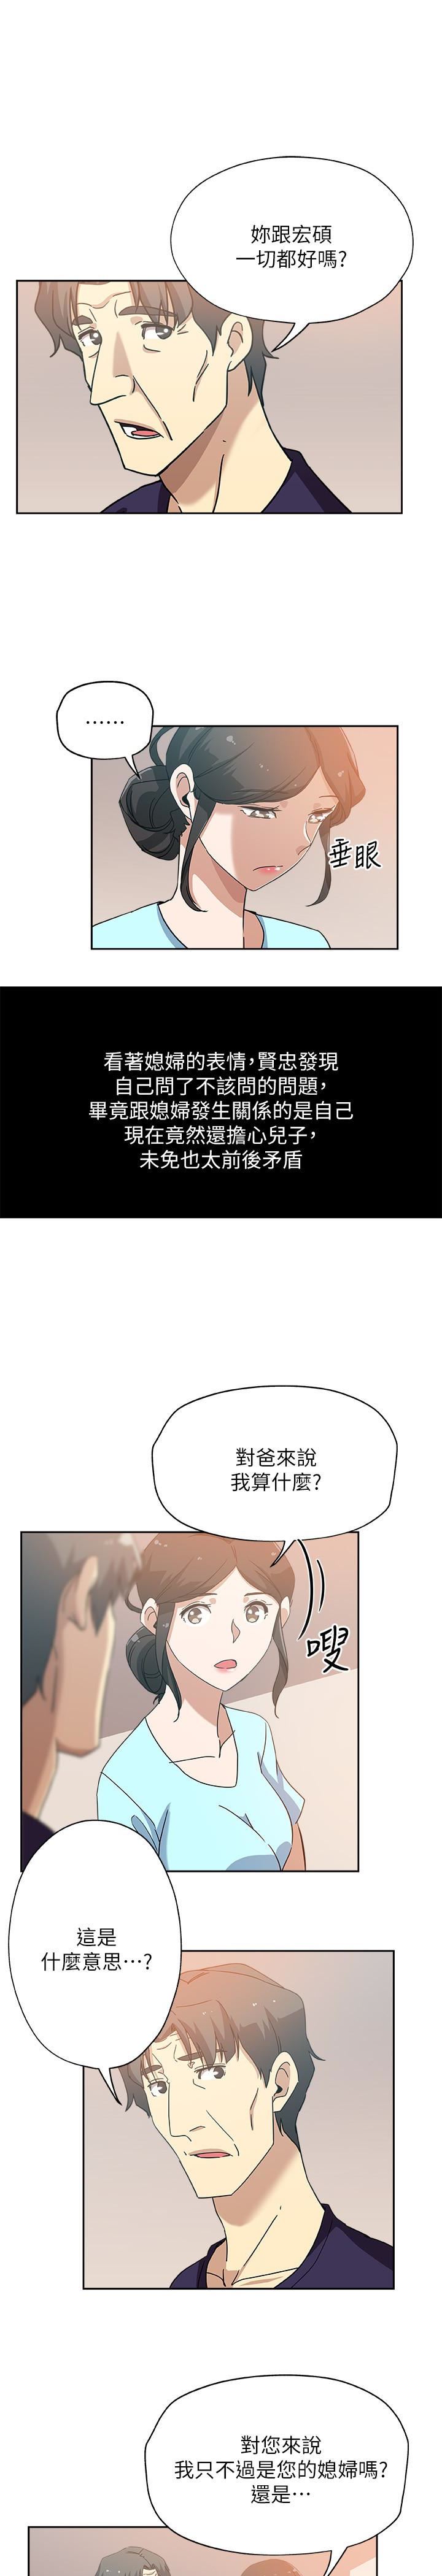 妳跟宏碩
一切都好嗎?
……
垂眼
看著媳婦的表情,賢忠發現
自己問了不該問的問題,
畢竟跟媳婦發生關係的是自己
現在竟然還擔心兒子,
未免也太前後矛盾
對爸來說
我算什麼?
嗖
這是
什麼意思…?
對您來說
我只不過是您的媳婦嗎?
還是…